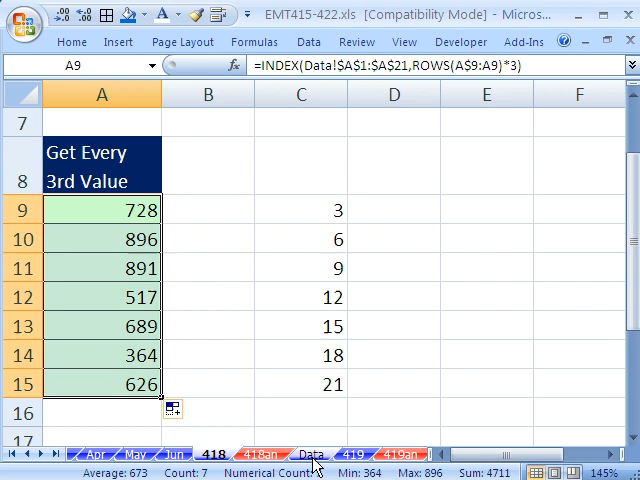 EMT415-422.xls [Compatibility Mode] - Micros...
Home Insert Page Layout Formulas Data Review Developer Add-Ins
A9 fx =INDEX(Data!$A$1:$A$21,ROWS(A$9:A9)*3)
A B C D E F
7
8 Get Every
3rd Value
9 728 3
10 896 6
11 891 9
12 517 12
13 689 15
14 364 18
15 626 21
16
17
Apr May Jun 418 418an Data 419 419an
Average: 673 Count: 7 Numerical Count: Min: 364 Max: 896 Sum: 4711 145%